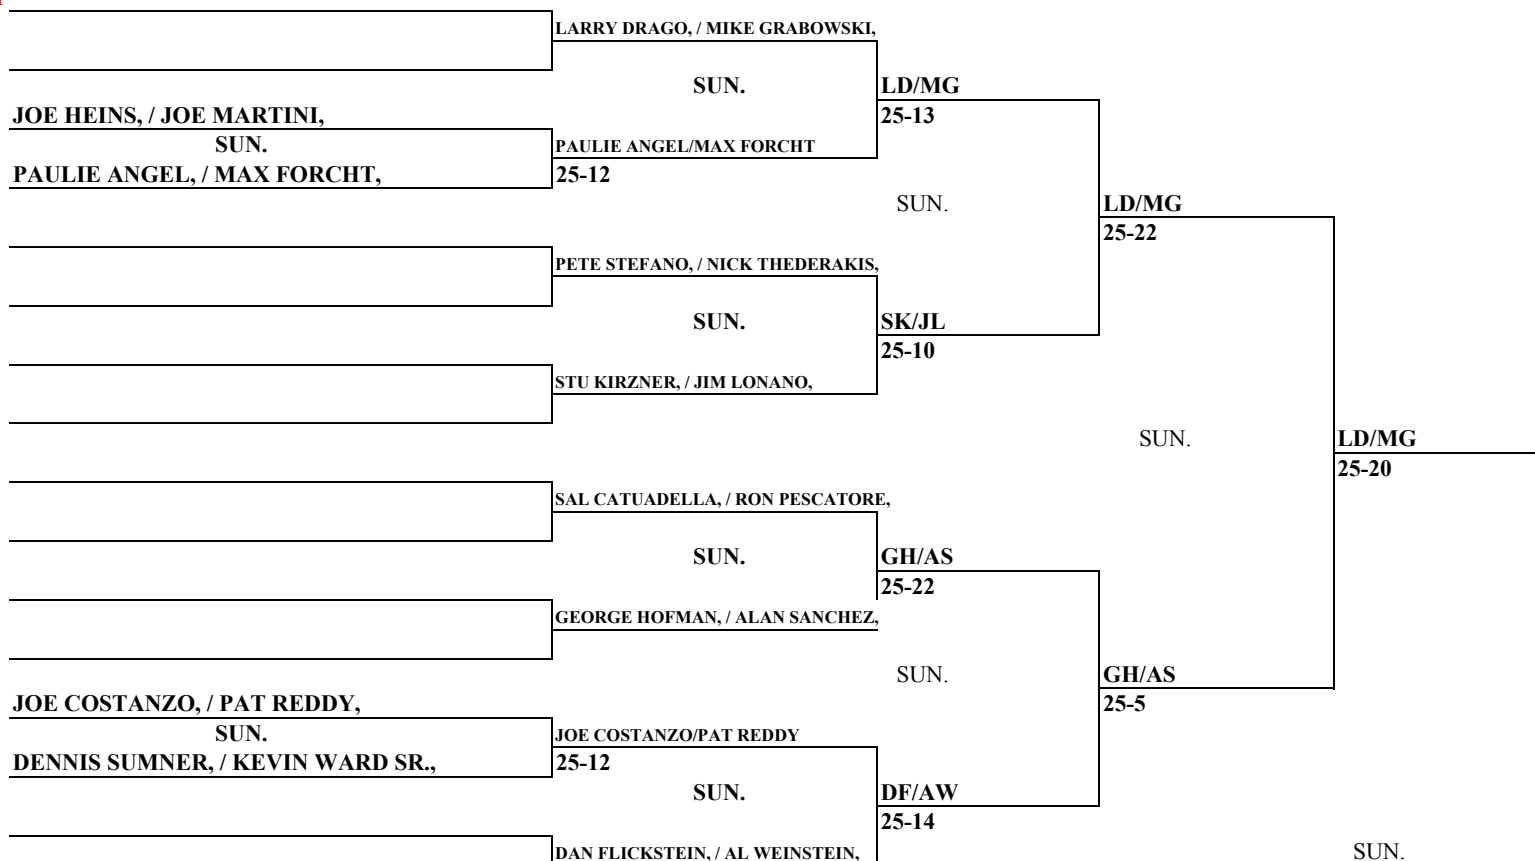 LARRY DRAGO, / MIKE GRABOWSKI,
SUN.
LD/MG
JOE HEINS, / JOE MARTINI,
25-13
SUN.
PAULIE ANGEL/MAX FORCHT
PAULIE ANGEL, / MAX FORCHT,
25-12
SUN.
LD/MG
25-22
PETE STEFANO, / NICK THEDERAKIS,
SUN.
SK/JL
25-10
STU KIRZNER, / JIM LONANO,
SUN.
LD/MG
25-20
SAL CATUADELLA, / RON PESCATORE,
SUN.
GH/AS
25-22
GEORGE HOFMAN, / ALAN SANCHEZ,
SUN.
GH/AS
JOE COSTANZO, / PAT REDDY,
25-5
SUN.
JOE COSTANZO/PAT REDDY
DENNIS SUMNER, / KEVIN WARD SR.,
25-12
SUN.
DF/AW
25-14
DAN FLICKSTEIN, / AL WEINSTEIN,
SUN.